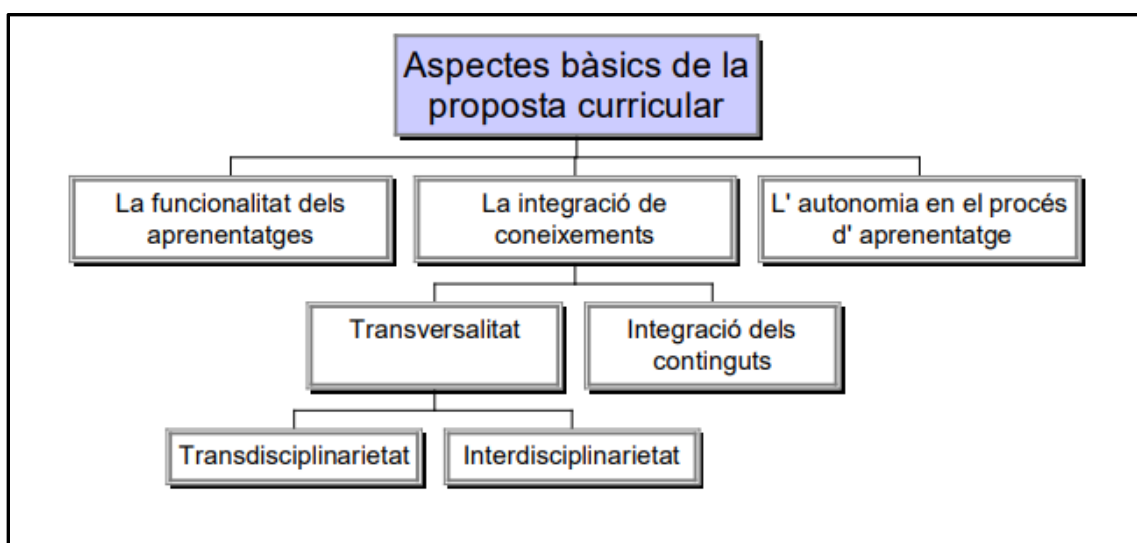 Aspectes bàsics de la
proposta curricular
La funcionalitat dels
aprenentatges
La integració de
coneixements
L' autonomia en el procés
d' aprenentatge
Transversalitat
Integració dels
continguts
Transdisciplinarietat
Interdisciplinarietat